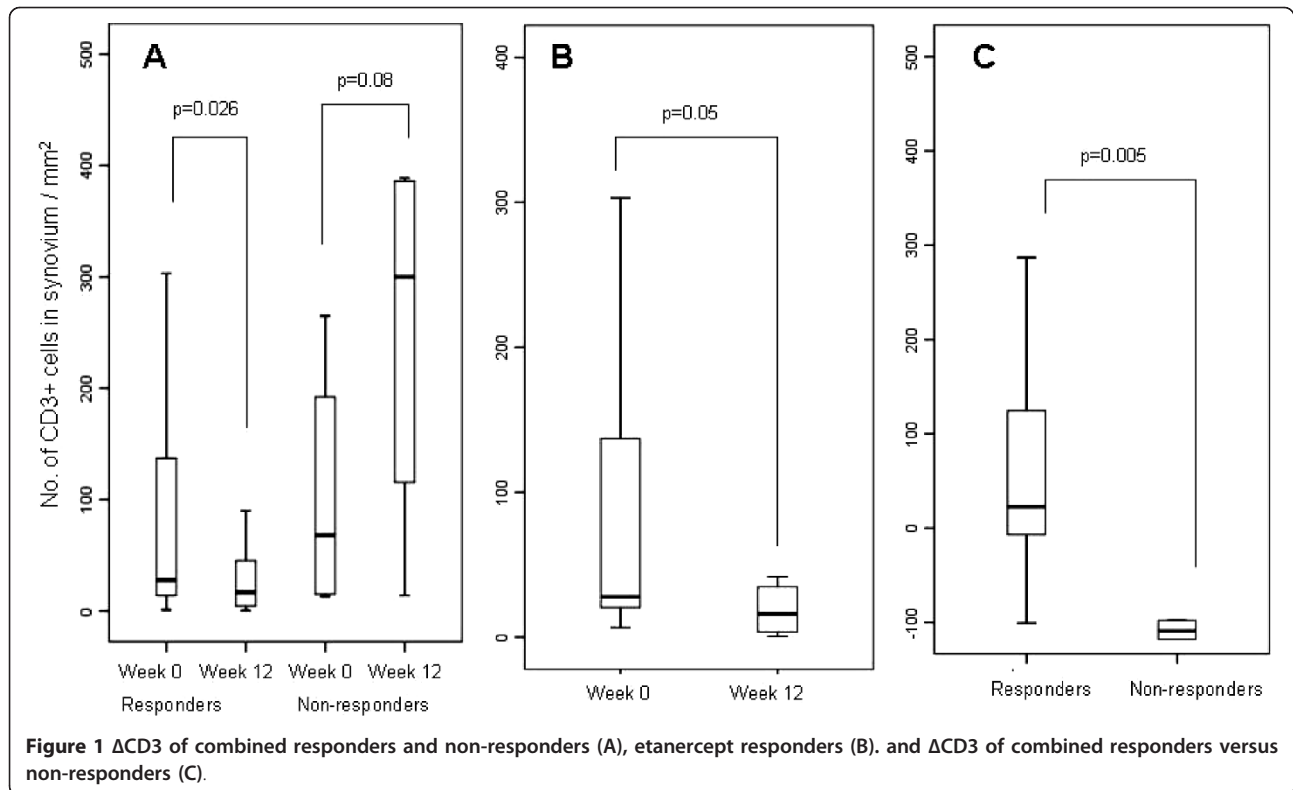 A
B
C
No. of CD3+ cells in synovium / mm²
500
400
300
200
100
0
p=0.026
p=0.08
Week 0 Week 12 Week 0 Week 12
Responders Non-responders
400
300
200
100
0
p=0.05
Week 0 Week 12
500
400
300
200
100
0
-100
p=0.005
Responders Non-responders
Figure 1 ΔCD3 of combined responders and non-responders (A), etanercept responders (B). and ΔCD3 of combined responders versus
non-responders (C).